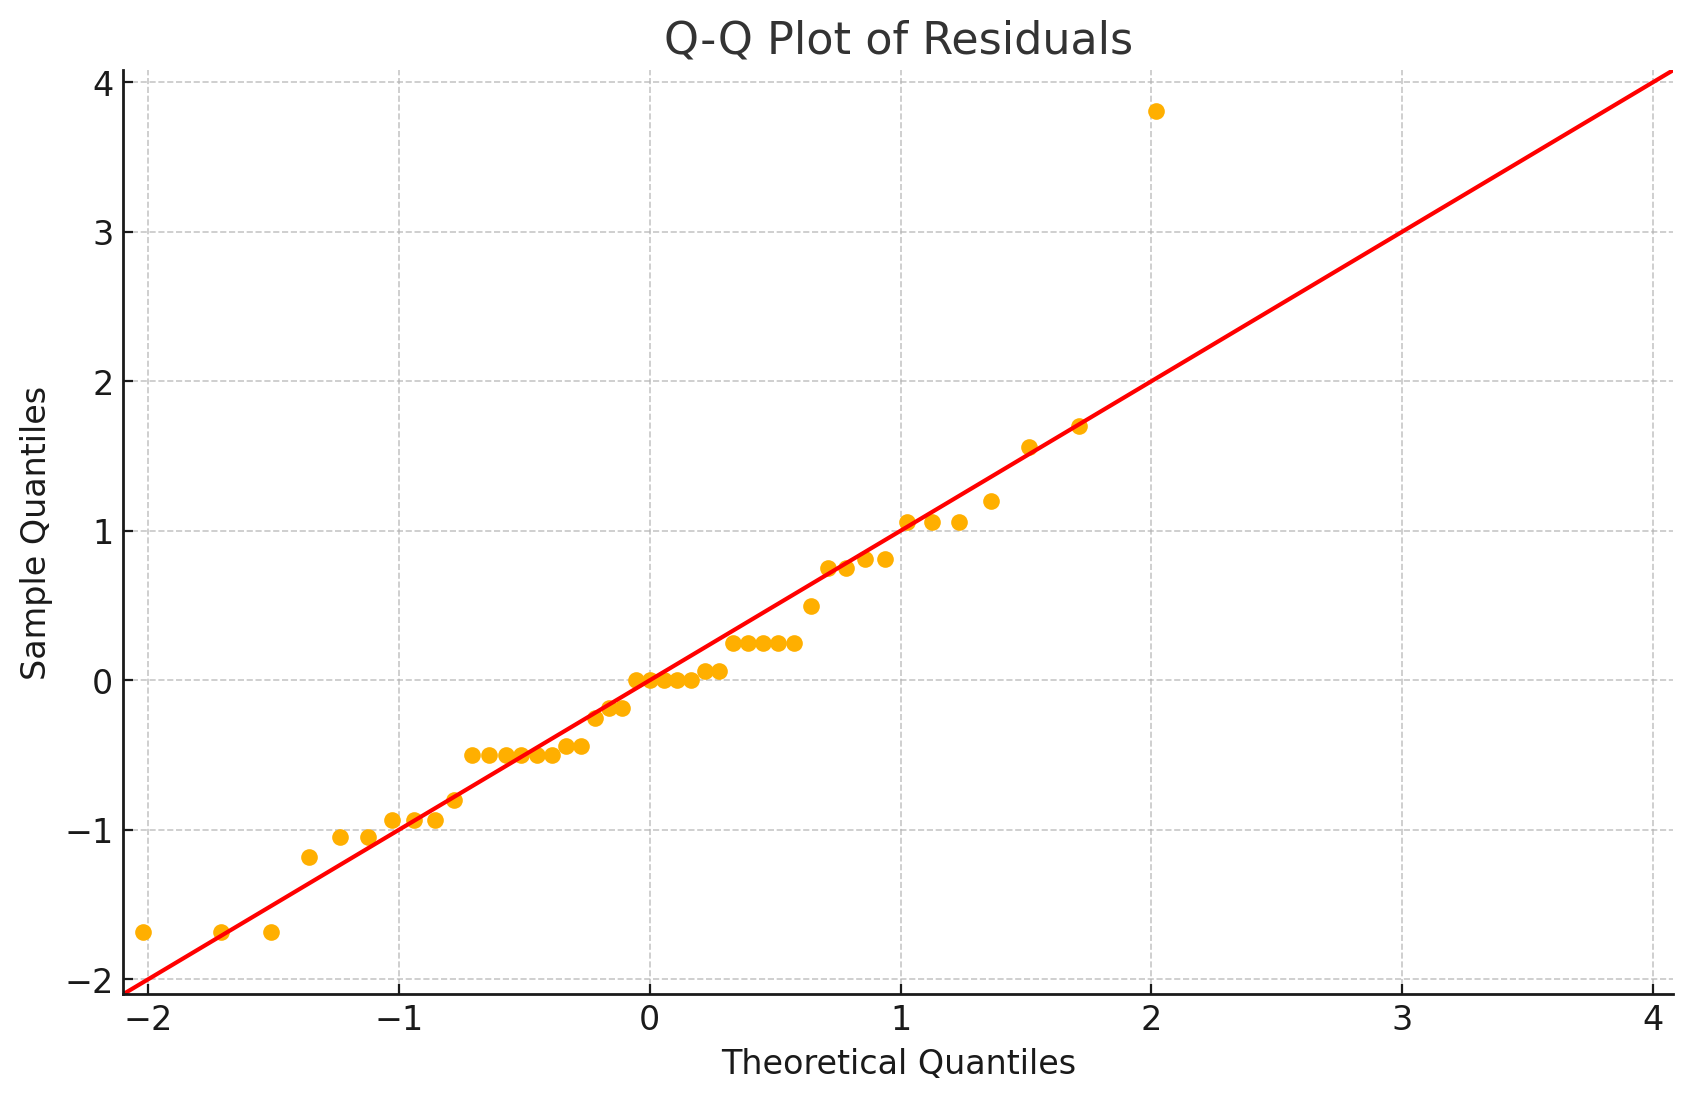 Q-Q Plot of Residuals
4
3
2
1
0
−1
−2
Sample Quantiles
−2 −1 0 1 2 3 4
Theoretical Quantiles